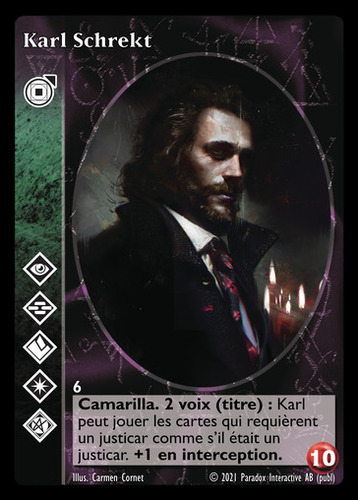 Karl Schrekt
6
Camarilla. 2 voix (titre) : Karl
peut jouer les cartes qui requièrent
un justicar comme s'il était un
justicar. +1 en interception.
10
Illus. Carmen Cornet
© 2021 Paradox Interactive AB (publ)